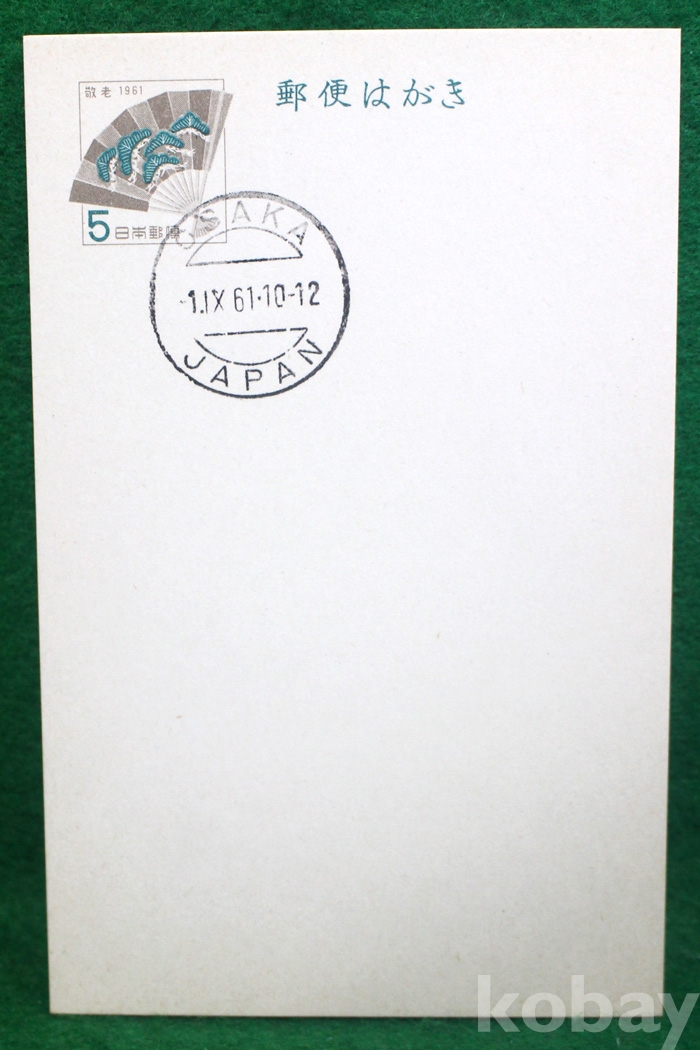 郵便はがき
敬老 1961
5 日本郵便
OSAKA
-1.IX 61・10-12
JAPAN
kobay